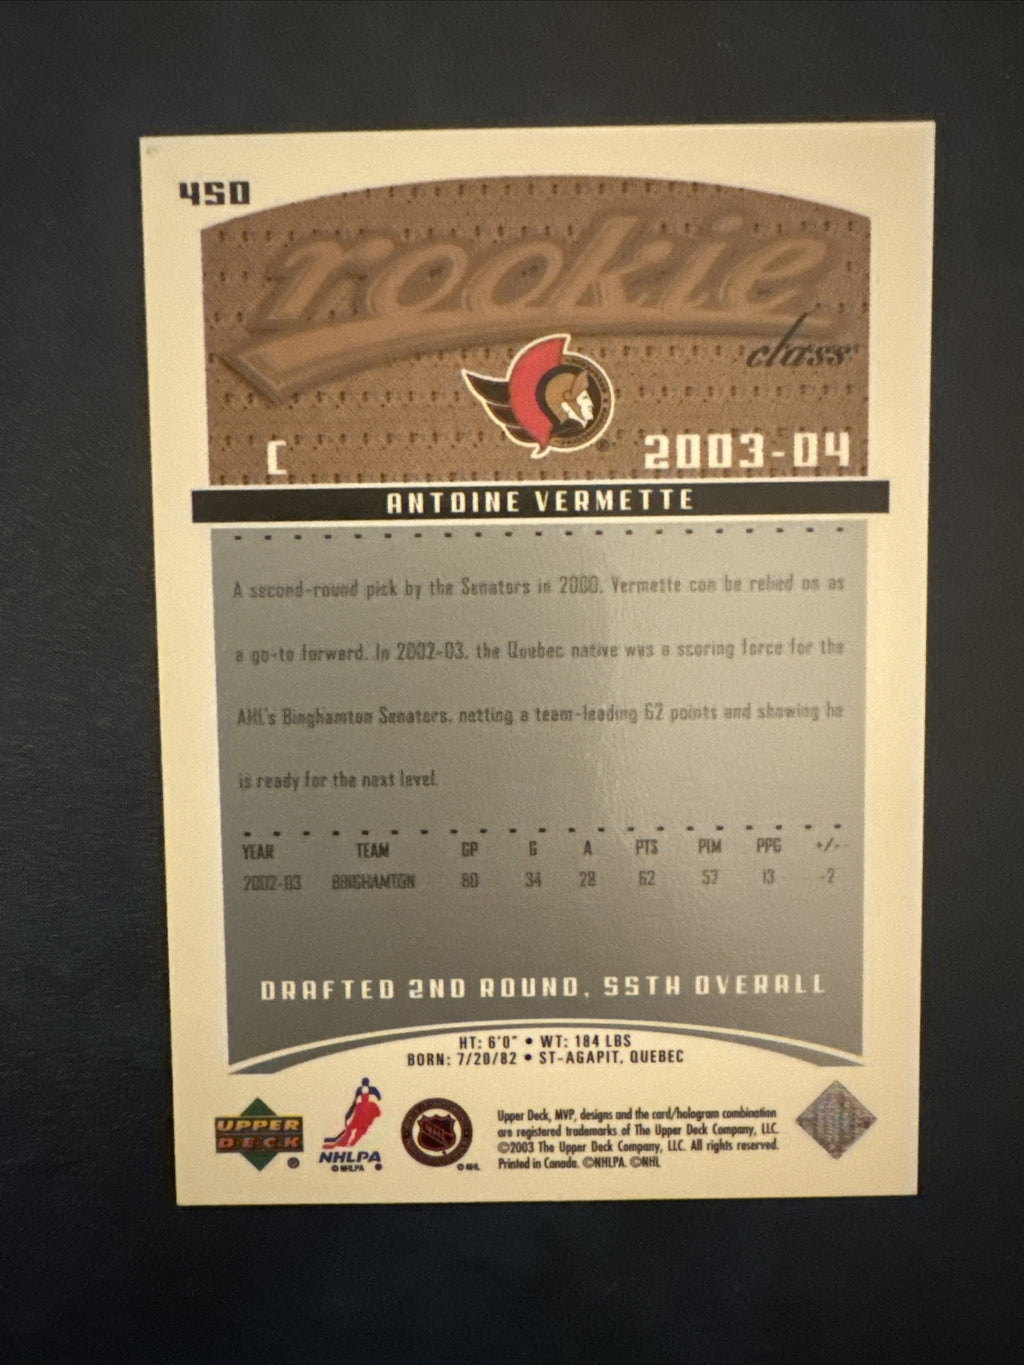 450
rookie
class
C
2003-04
ANTOINE VERMETTE
A second-round pick by the Senators in 2000, Vermette can be relied on as
a go-to forward. In 2002-03, the Quebec native was a scoring force for the
AHL's Binghamton Senators, netting a team-leading 62 points and showing he
is ready for the next level.
YEAR TEAM GP G A PTS PIM PPG +/-
2002-03 BINGHAMTON 80 34 28 62 57 13 -2
DRAFTED 2ND ROUND, 55TH OVERALL
HT: 6'0" • WT: 184 LBS
BORN: 7/20/82 • ST-AGAPIT, QUEBEC
UPPER
DECK
®
NHLPA
©NHLPA
©NHL
Upper Deck, MVP, designs and the card/hologram combination
are registered trademarks of The Upper Deck Company, LLC.
©2003 The Upper Deck Company, LLC. All rights reserved.
Printed in Canada. ©NHLPA. ©NHL